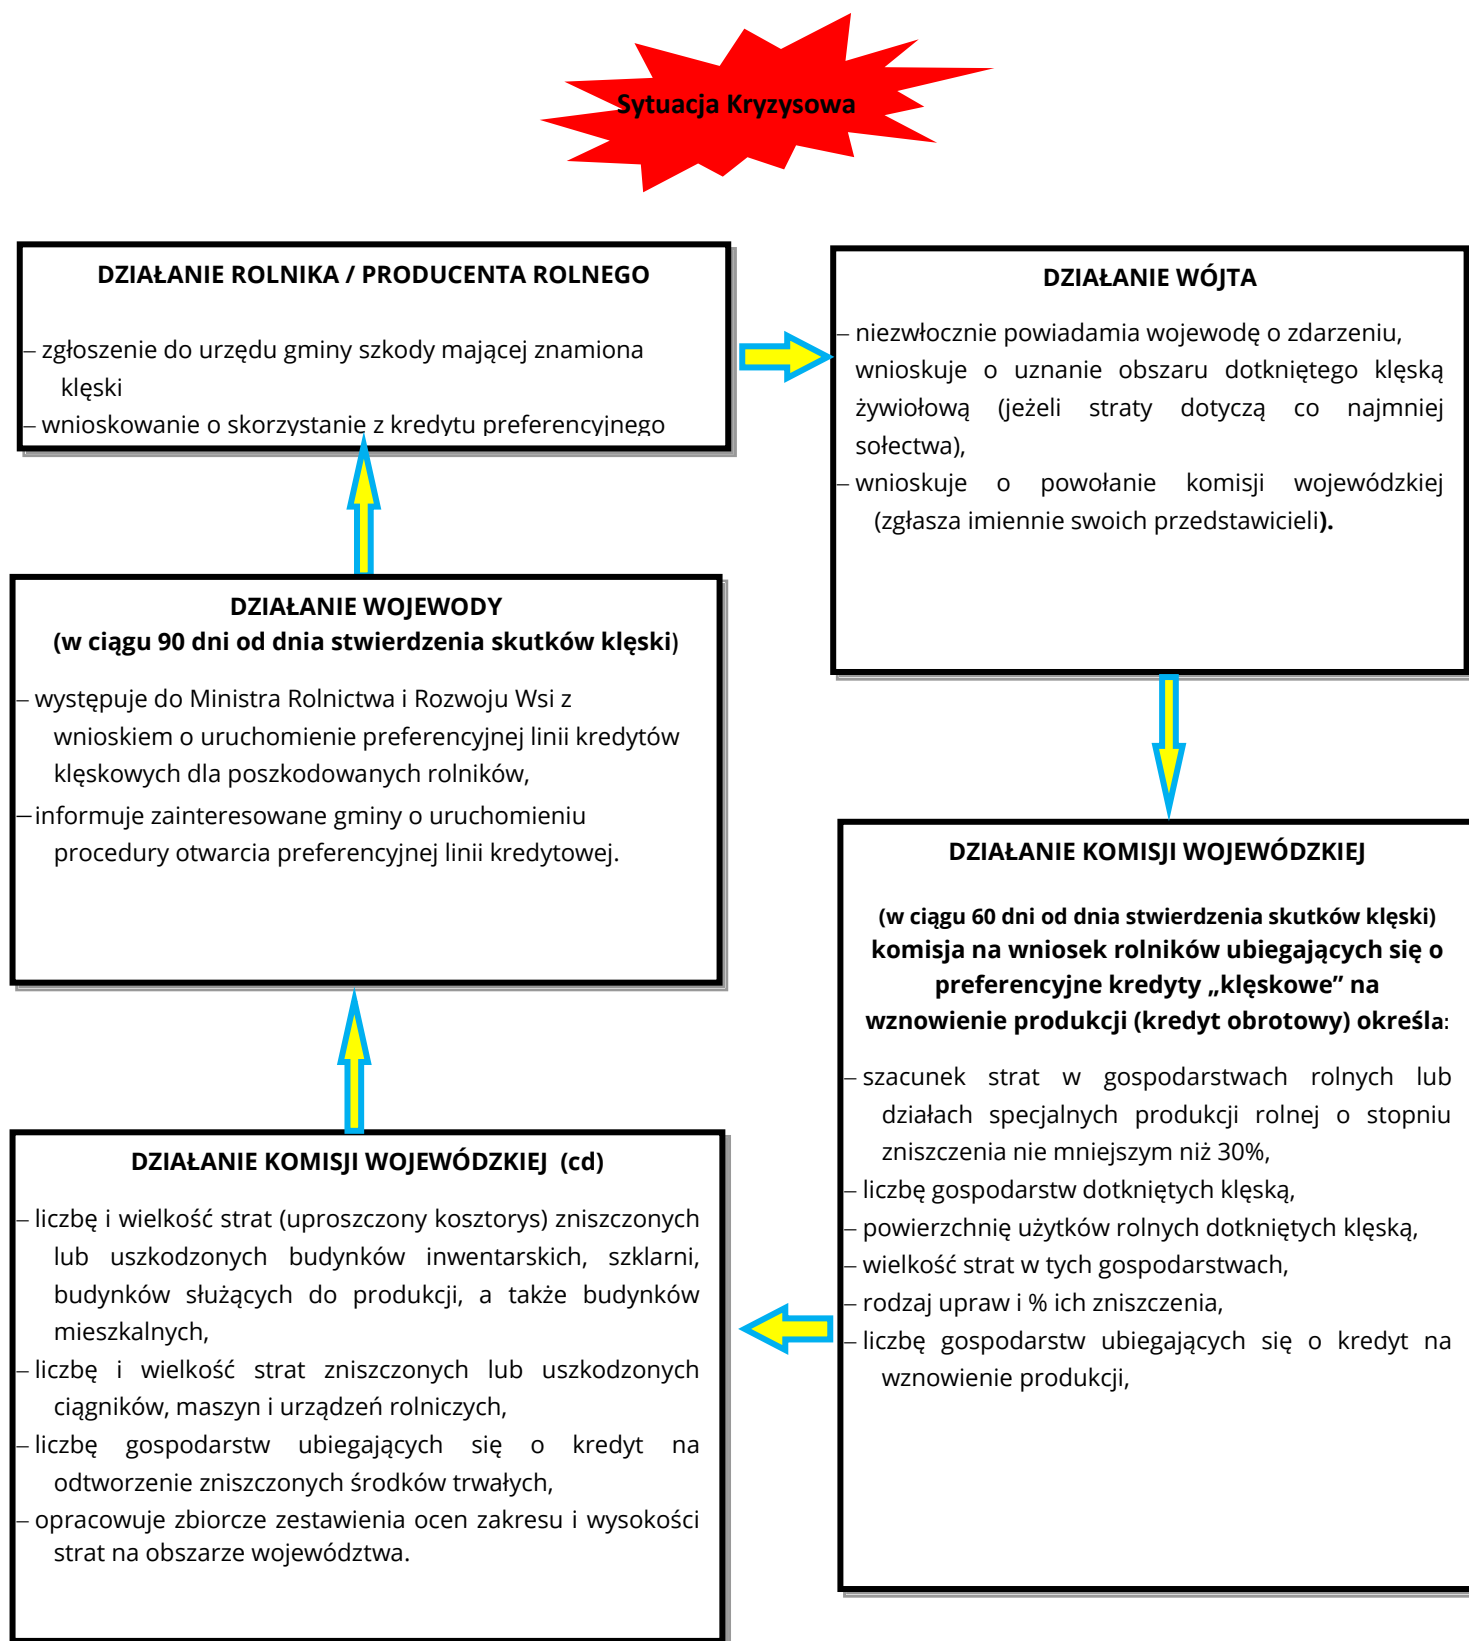 Sytuacja Kryzysowa
DZIAŁANIE ROLNIKA / PRODUCENTA ROLNEGO
– zgłoszenie do urzędu gminy szkody mającej znamiona
klęski
– wnioskowanie o skorzystanie z kredytu preferencyjnego
DZIAŁANIE WÓJTA
– niezwłocznie powiadamia wojewodę o zdarzeniu,
wnioskuje o uznanie obszaru dotkniętego klęską
żywiołową (jeżeli straty dotyczą co najmniej
sołectwa),
– wnioskuje o powołanie komisji wojewódzkiej
(zgłasza imiennie swoich przedstawicieli).
DZIAŁANIE KOMISJI WOJEWÓDZKIEJ
(w ciągu 60 dni od dnia stwierdzenia skutków klęski)
komisja na wniosek rolników ubiegających się o
preferencyjne kredyty „klęskowe” na
wznowienie produkcji (kredyt obrotowy) określa:
– szacunek strat w gospodarstwach rolnych lub
działach specjalnych produkcji rolnej o stopniu
zniszczenia nie mniejszym niż 30%,
– liczbę gospodarstw dotkniętych klęską,
– powierzchnię użytków rolnych dotkniętych klęską,
– wielkość strat w tych gospodarstwach,
– rodzaj upraw i % ich zniszczenia,
– liczbę gospodarstw ubiegających się o kredyt na
wznowienie produkcji,
DZIAŁANIE KOMISJI WOJEWÓDZKIEJ (cd)
– liczbę i wielkość strat (uproszczony kosztorys) zniszczonych
lub uszkodzonych budynków inwentarskich, szklarni,
budynków służących do produkcji, a także budynków
mieszkalnych,
– liczbę i wielkość strat zniszczonych lub uszkodzonych
ciągników, maszyn i urządzeń rolniczych,
– liczbę gospodarstw ubiegających się o kredyt na
odtworzenie zniszczonych środków trwałych,
– opracowuje zbiorcze zestawienia ocen zakresu i wysokości
strat na obszarze województwa.
DZIAŁANIE WOJEWODY
(w ciągu 90 dni od dnia stwierdzenia skutków klęski)
– występuje do Ministra Rolnictwa i Rozwoju Wsi z
wnioskiem o uruchomienie preferencyjnej linii kredytów
klęskowych dla poszkodowanych rolników,
– informuje zainteresowane gminy o uruchomieniu
procedury otwarcia preferencyjnej linii kredytowej.